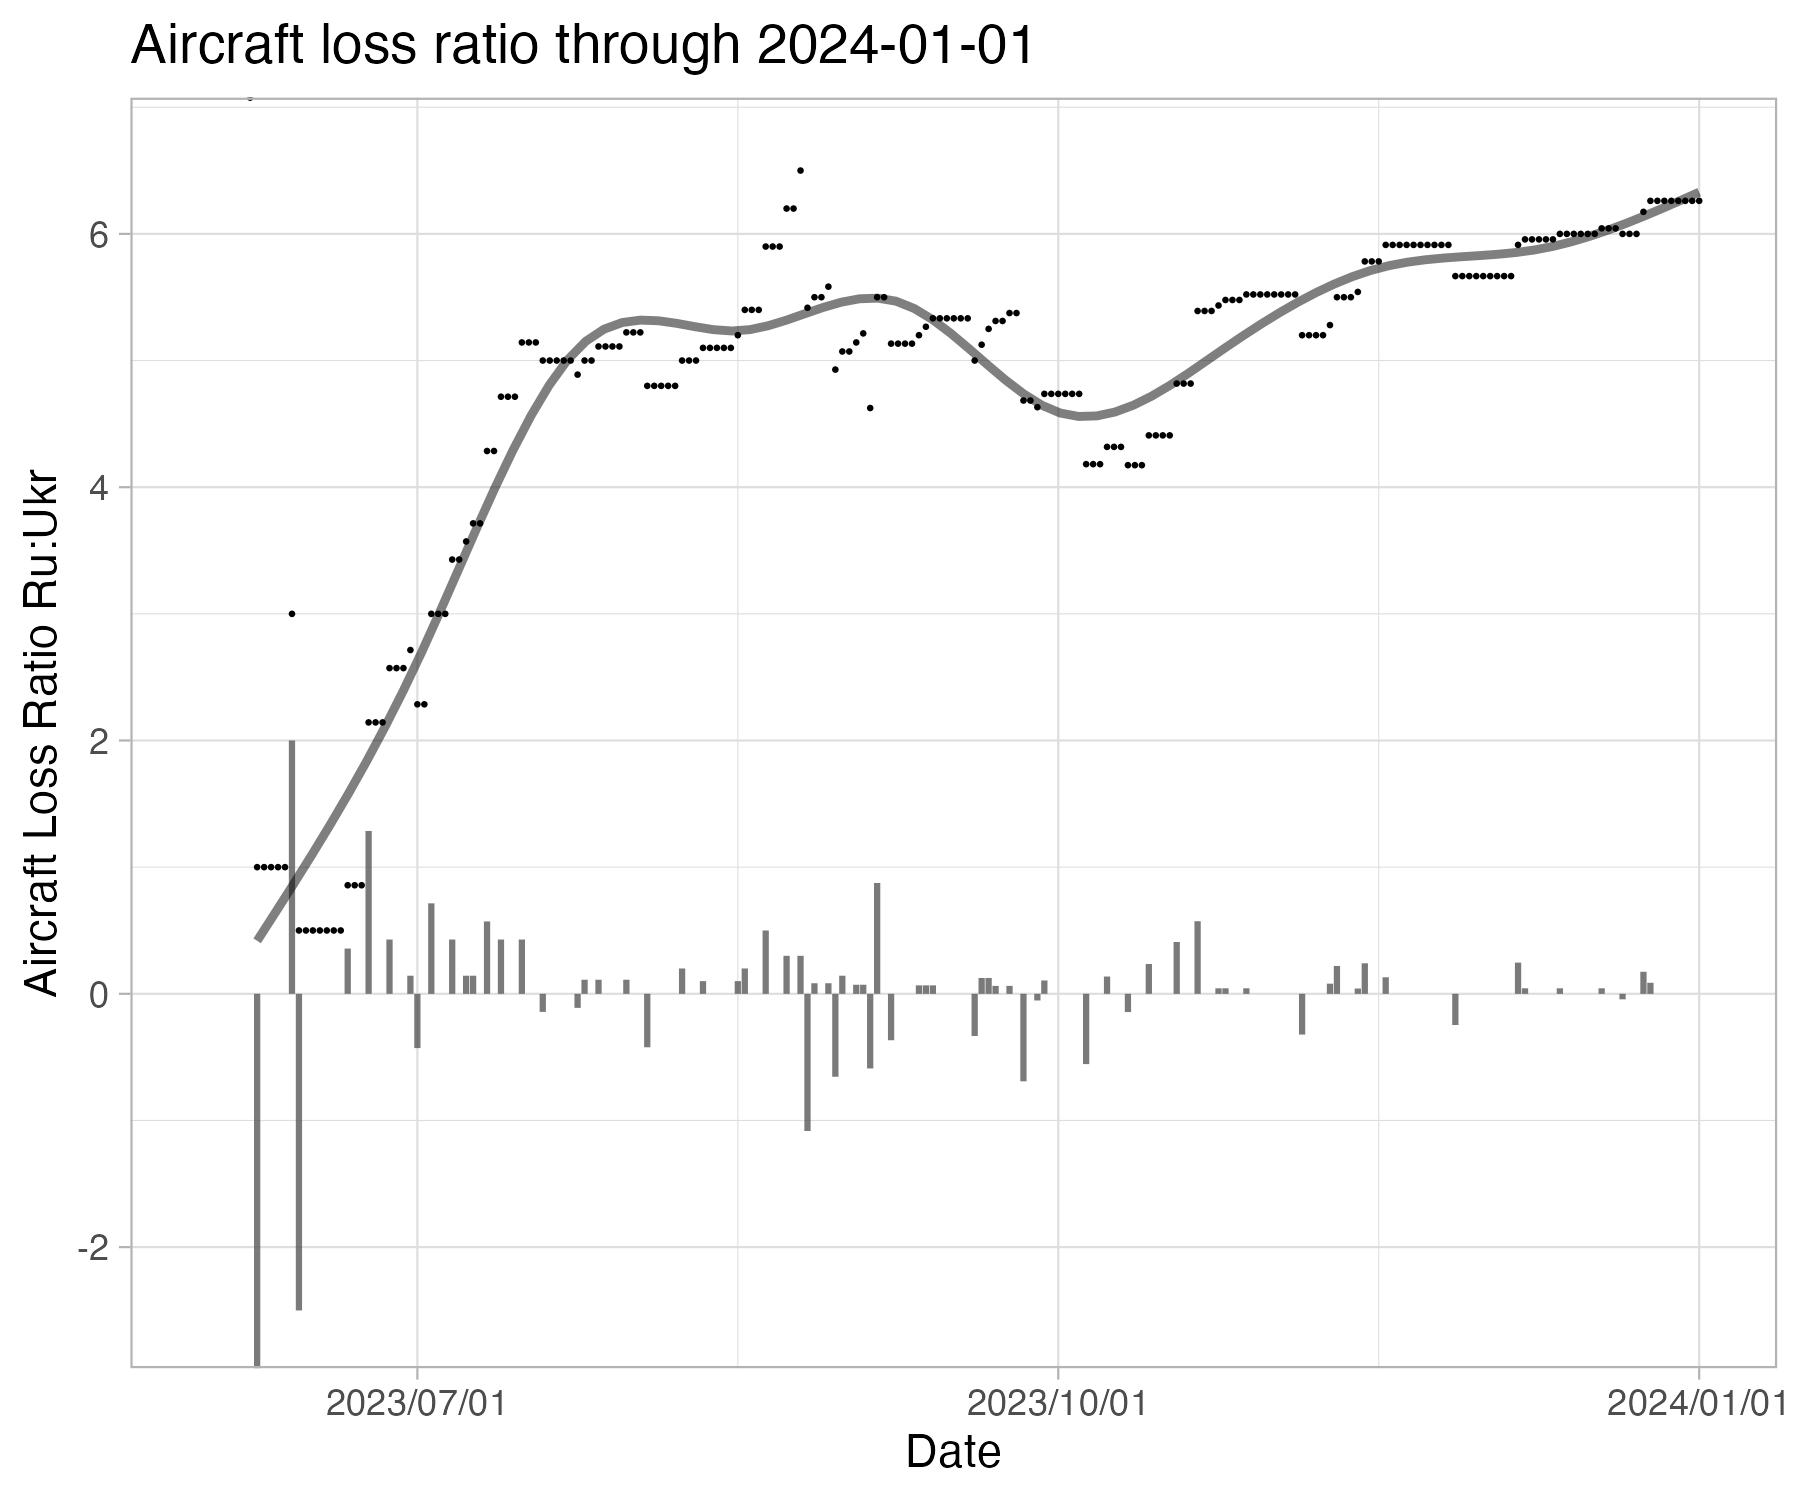 Aircraft loss ratio through 2024-01-01
Aircraft Loss Ratio Ru:Ukr
6
4
2
0
-2
2023/07/01
2023/10/01
2024/01/01
Date